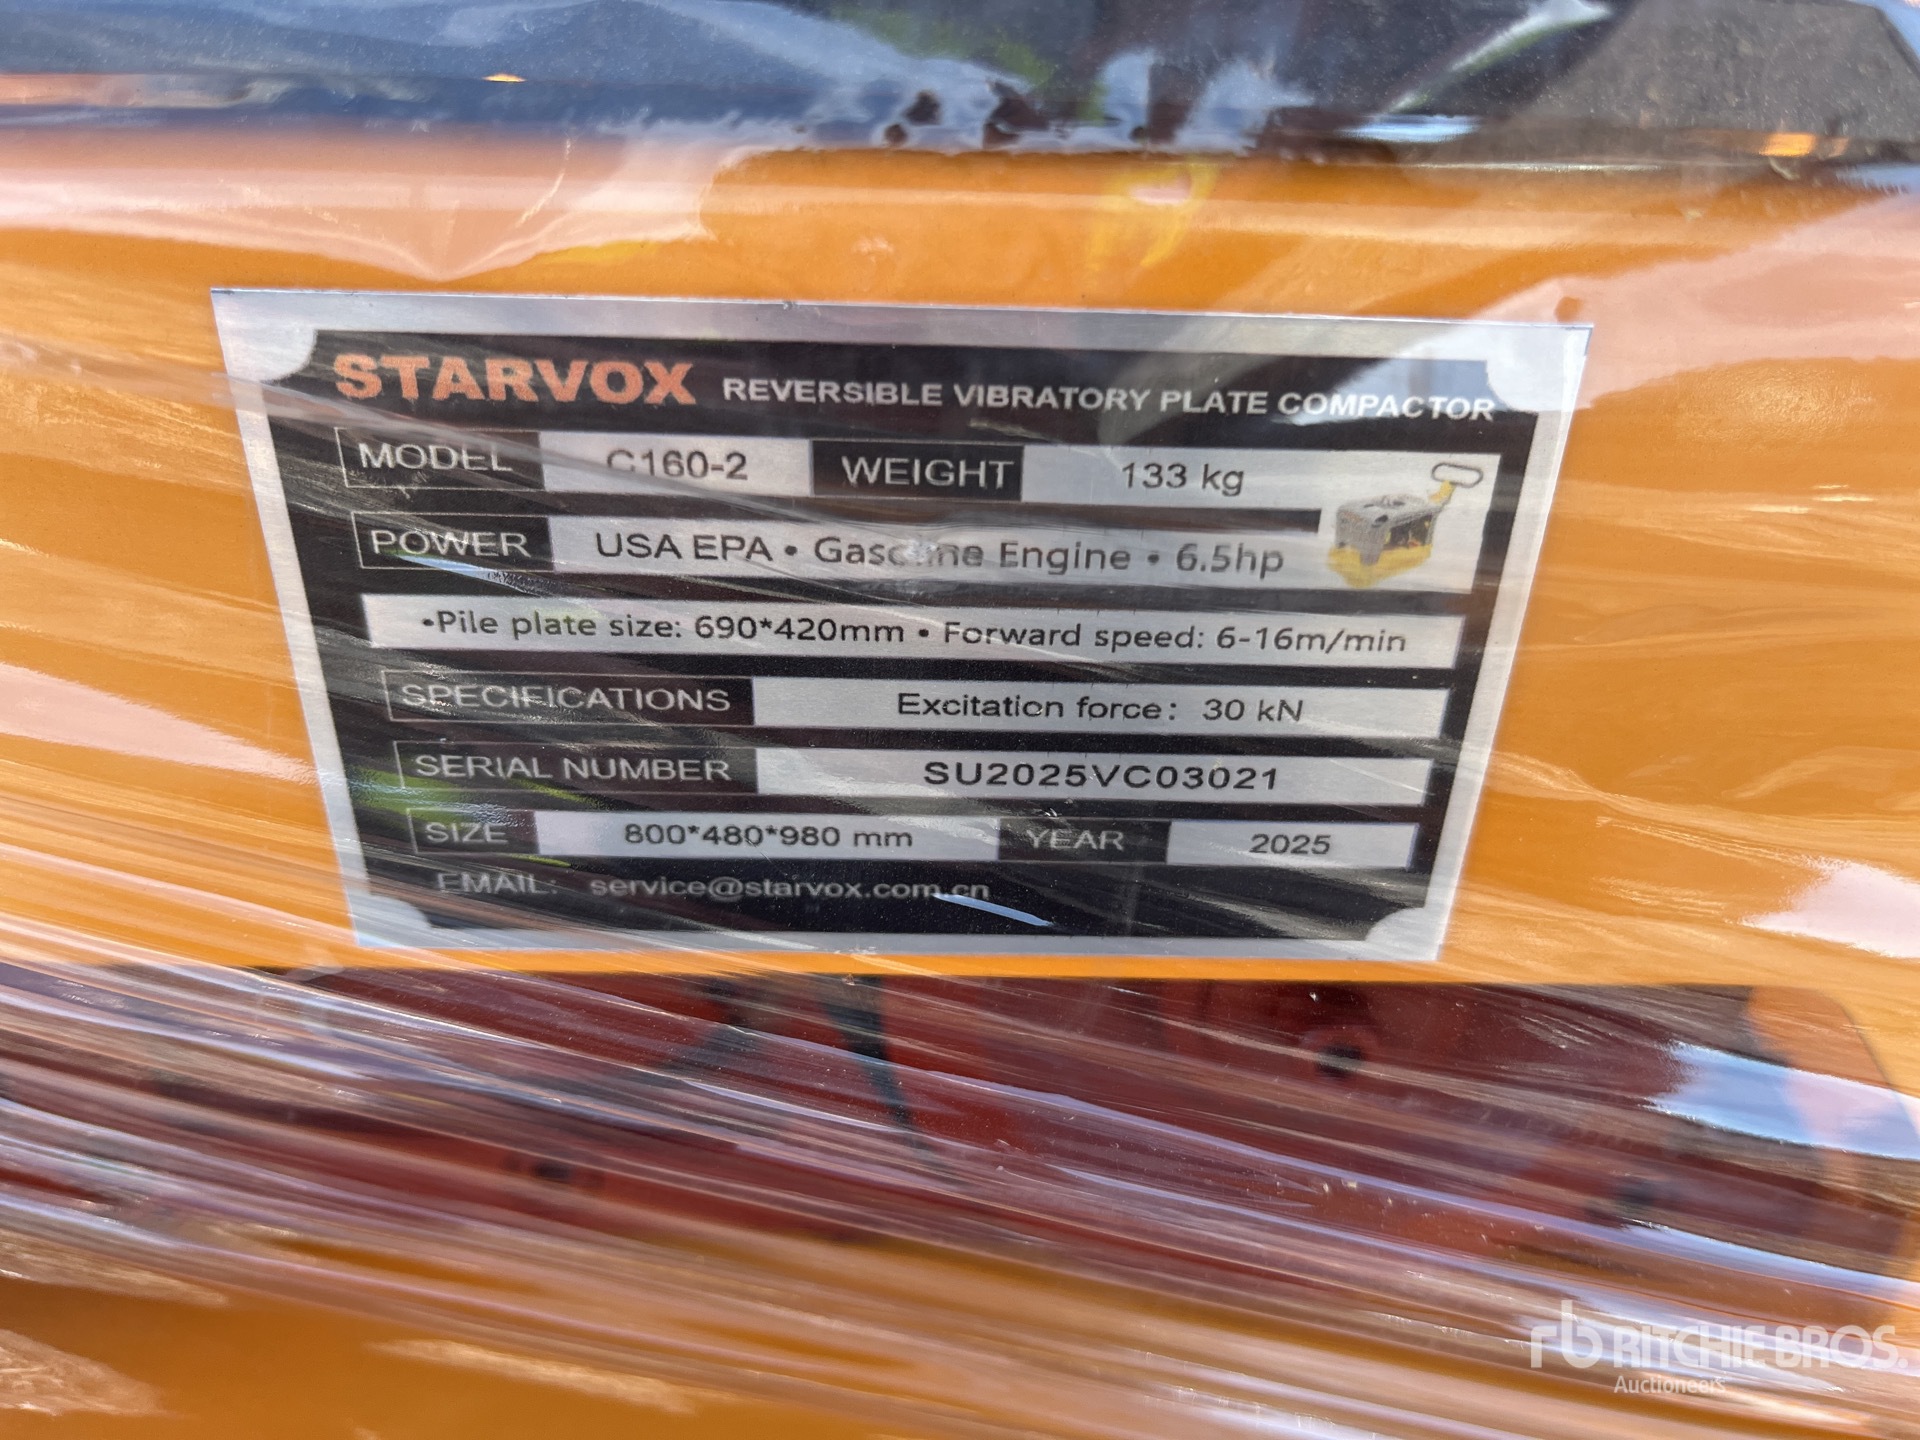 STARVOX REVERSIBLE VIBRATORY PLATE COMPACTOR
MODEL C160-2 WEIGHT 133 kg
POWER USA EPA • Gasoline Engine • 6.5hp
•Pile plate size: 690*420mm • Forward speed: 6-16m/min
SPECIFICATIONS Excitation force: 30 kN
SERIAL NUMBER SU2025VC03021
SIZE 800*480*980 mm YEAR 2025
EMAIL: service@starvox.com.cn
rb RITCHIE BROS.
Auctioneers